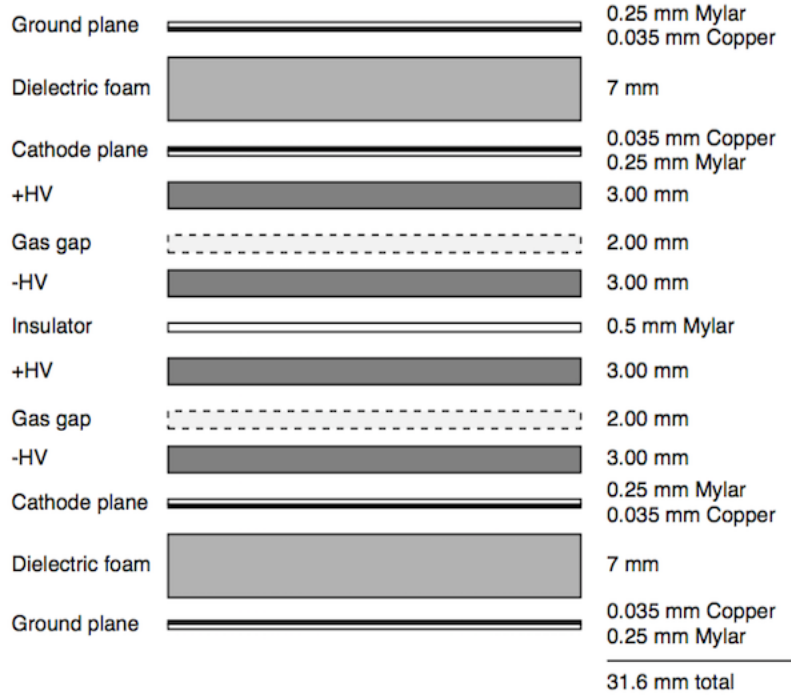 Ground plane 0.25 mm Mylar
0.035 mm Copper
Dielectric foam 7 mm
Cathode plane 0.035 mm Copper
0.25 mm Mylar
+HV 3.00 mm
Gas gap 2.00 mm
-HV 3.00 mm
Insulator 0.5 mm Mylar
+HV 3.00 mm
Gas gap 2.00 mm
-HV 3.00 mm
Cathode plane 0.25 mm Mylar
0.035 mm Copper
Dielectric foam 7 mm
Ground plane 0.035 mm Copper
0.25 mm Mylar
31.6 mm total